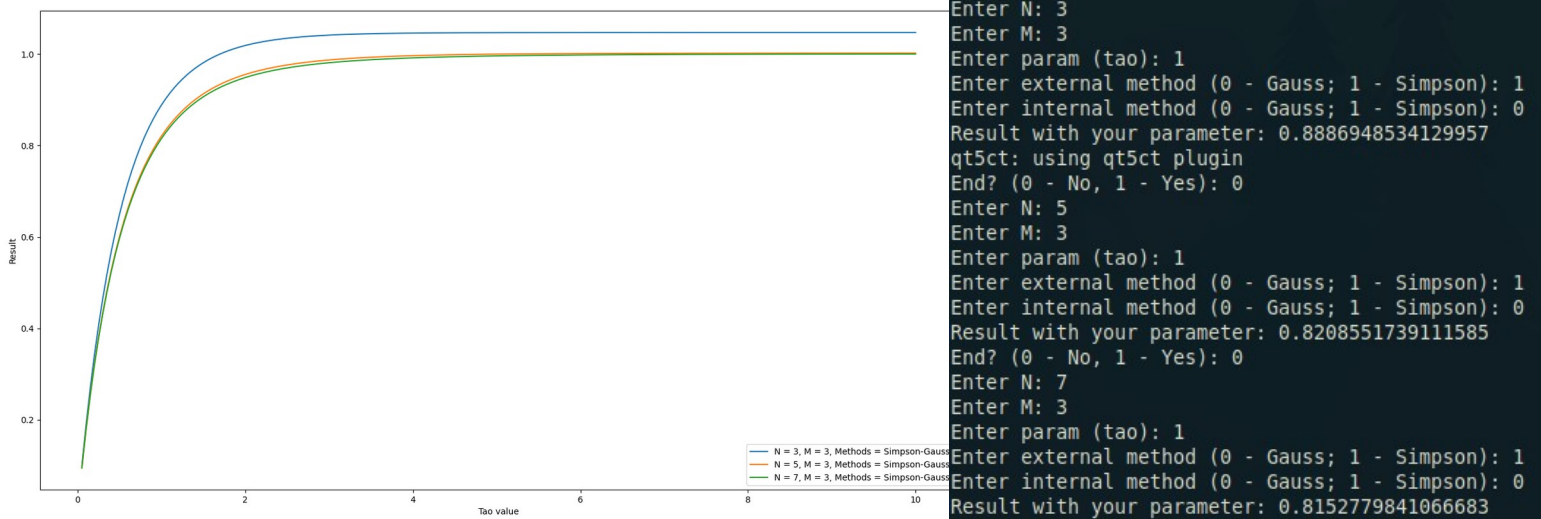 1.0
0.8
0.6
0.4
0.2
Result
0 2 4 6 8 10
Tao value
N = 3, M = 3, Methods = Simpson-Gauss
N = 5, M = 3, Methods = Simpson-Gauss
N = 7, M = 3, Methods = Simpson-Gauss
Enter N: 3
Enter M: 3
Enter param (tao): 1
Enter external method (0 - Gauss; 1 - Simpson): 1
Enter internal method (0 - Gauss; 1 - Simpson): 0
Result with your parameter: 0.8886948534129957
qt5ct: using qt5ct plugin
End? (0 - No, 1 - Yes): 0
Enter N: 5
Enter M: 3
Enter param (tao): 1
Enter external method (0 - Gauss; 1 - Simpson): 1
Enter internal method (0 - Gauss; 1 - Simpson): 0
Result with your parameter: 0.8208551739111585
End? (0 - No, 1 - Yes): 0
Enter N: 7
Enter M: 3
Enter param (tao): 1
Enter external method (0 - Gauss; 1 - Simpson): 1
Enter internal method (0 - Gauss; 1 - Simpson): 0
Result with your parameter: 0.8152779841066683